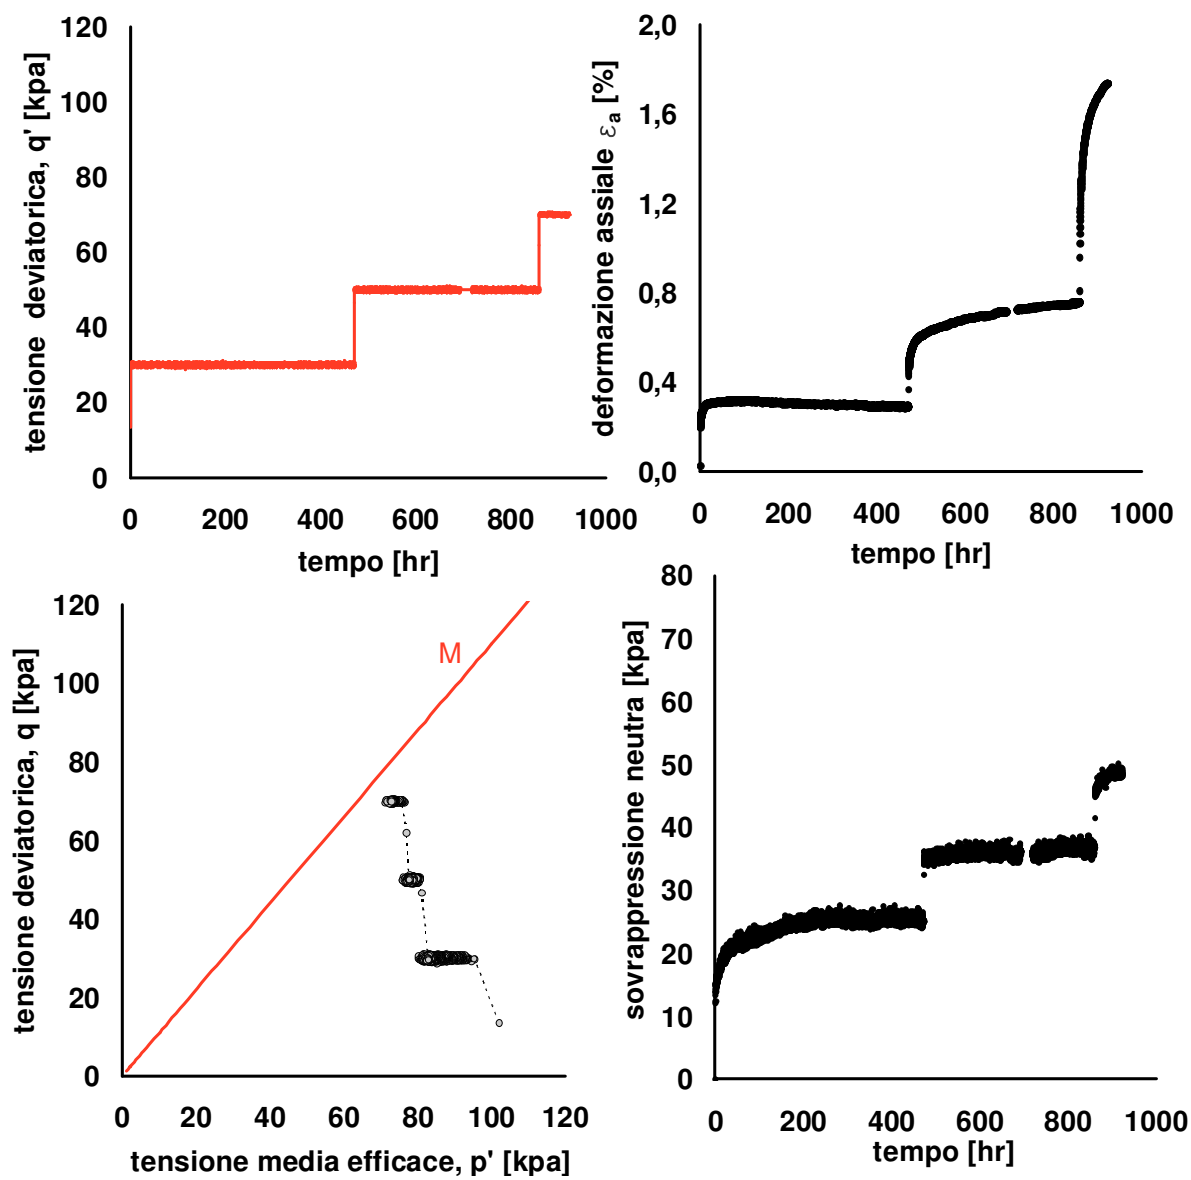 tensione deviatorica, q' [kpa]
120
100
80
60
40
20
0
0 200 400 600 800 1000
tempo [hr]
deformazione assiale εa [%]
2,0
1,6
1,2
0,8
0,4
0,0
0 200 400 600 800 1000
tempo [hr]
tensione deviatorica, q [kpa]
120
100
80
60
40
20
0
M
0 20 40 60 80 100 120
tensione media efficace, p' [kpa]
sovrappressione neutra [kpa]
80
70
60
50
40
30
20
10
0
0 200 400 600 800 1000
tempo [hr]